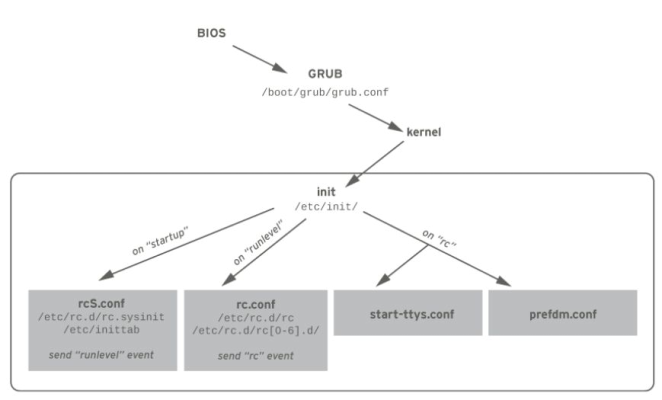 BIOS
GRUB
/boot/grub/grub.conf
kernel
init
/etc/init/
on "startup"
on "runlevel"
on "rc"
rcS.conf
/etc/rc.d/rc.sysinit
/etc/inittab
send "runlevel" event
rc.conf
/etc/rc.d/rc
/etc/rc.d/rc[0-6].d/
send "rc" event
start-ttys.conf
prefdm.conf